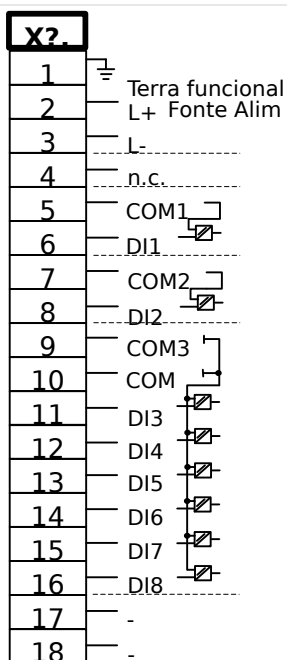 X?.
1
Terra funcional
2 L+ Fonte Alim
3 L-
4 n.c.
5 COM1
6 DI1
7 COM2
8 DI2
9 COM3
10 COM
11 DI3
12 DI4
13 DI5
14 DI6
15 DI7
16 DI8
17 -
18 -